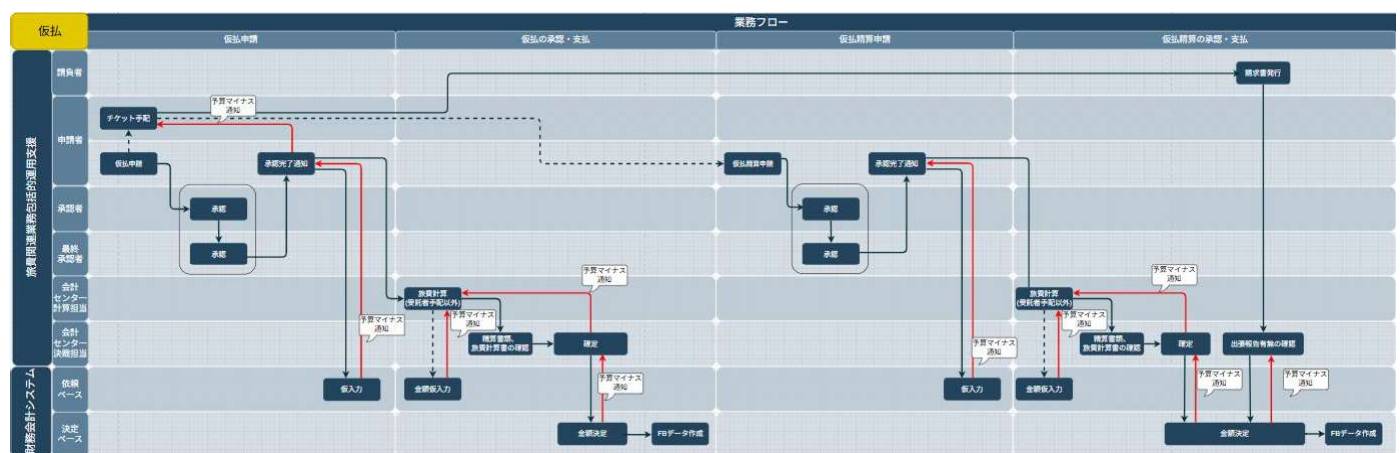 仮払
業務フロー
仮払申請
仮払の承認・支払
仮払精算申請
仮払精算の承認・支払
旅費関連業務包括的運用支援
財務会計システム
請負者
請求書発行
申請者
チケット手配
予算マイナス
通知
仮払申請
承認完了通知
仮払精算申請
承認完了通知
承認者
承認
承認
最終
承認者
承認
承認
会計
センター
計算担当
旅費計算
(受託者手配以外)
予算マイナス
通知
旅費計算
(受託者手配以外)
予算マイナス
通知
会計
センター
決裁担当
予算マイナス
通知
予算マイナス
通知
精算書類、
旅費計算書の確認
確定
予算マイナス
通知
予算マイナス
通知
精算書類、
旅費計算書の確認
確定
出張報告有無の確認
依頼
ベース
仮入力
金額仮入力
予算マイナス
通知
仮入力
金額仮入力
予算マイナス
通知
予算マイナス
通知
決定
ベース
金額決定
FBデータ作成
金額決定
FBデータ作成